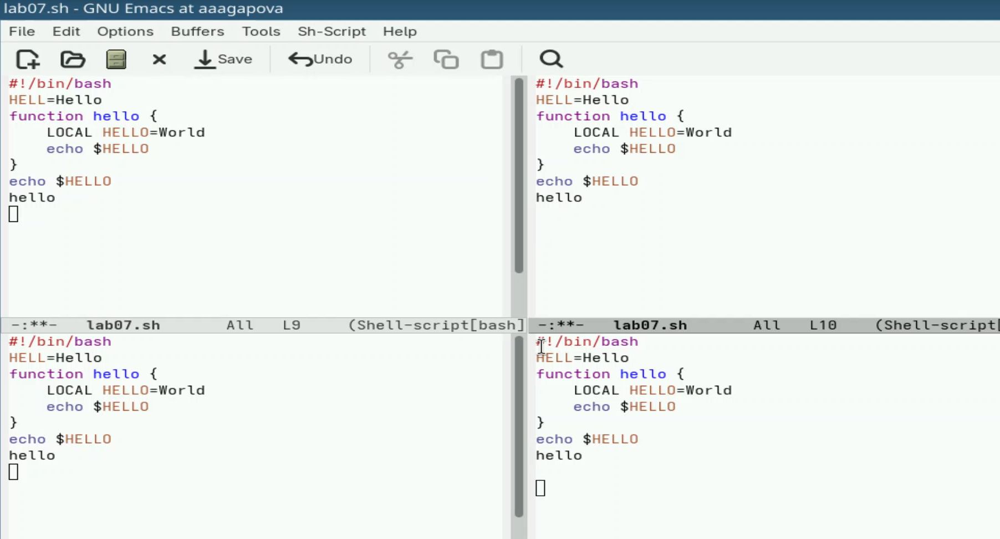 lab07.sh - GNU Emacs at aaagapova
File Edit Options Buffers Tools Sh-Script Help
Save Undo
#!/bin/bash
HELL=Hello
function hello {
    LOCAL HELLO=World
    echo $HELLO
}
echo $HELLO
hello
-:**- lab07.sh All L9 (Shell-script[bash]
#!/bin/bash
HELL=Hello
function hello {
    LOCAL HELLO=World
    echo $HELLO
}
echo $HELLO
hello
-:**- lab07.sh All L10 (Shell-script[
#!/bin/bash
HELL=Hello
function hello {
    LOCAL HELLO=World
    echo $HELLO
}
echo $HELLO
hello
#!/bin/bash
HELL=Hello
function hello {
    LOCAL HELLO=World
    echo $HELLO
}
echo $HELLO
hello